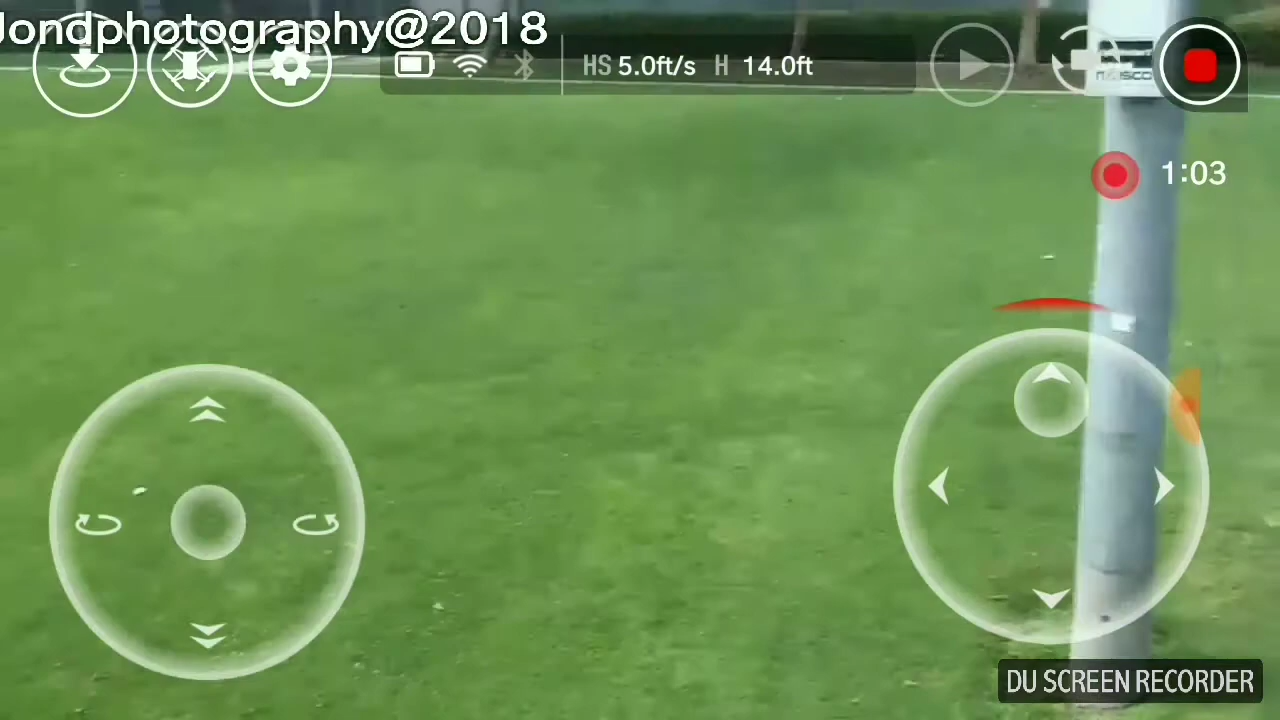 Jondphotography@2018
HS 5.0ft/s H 14.0ft
1:03
DU SCREEN RECORDER